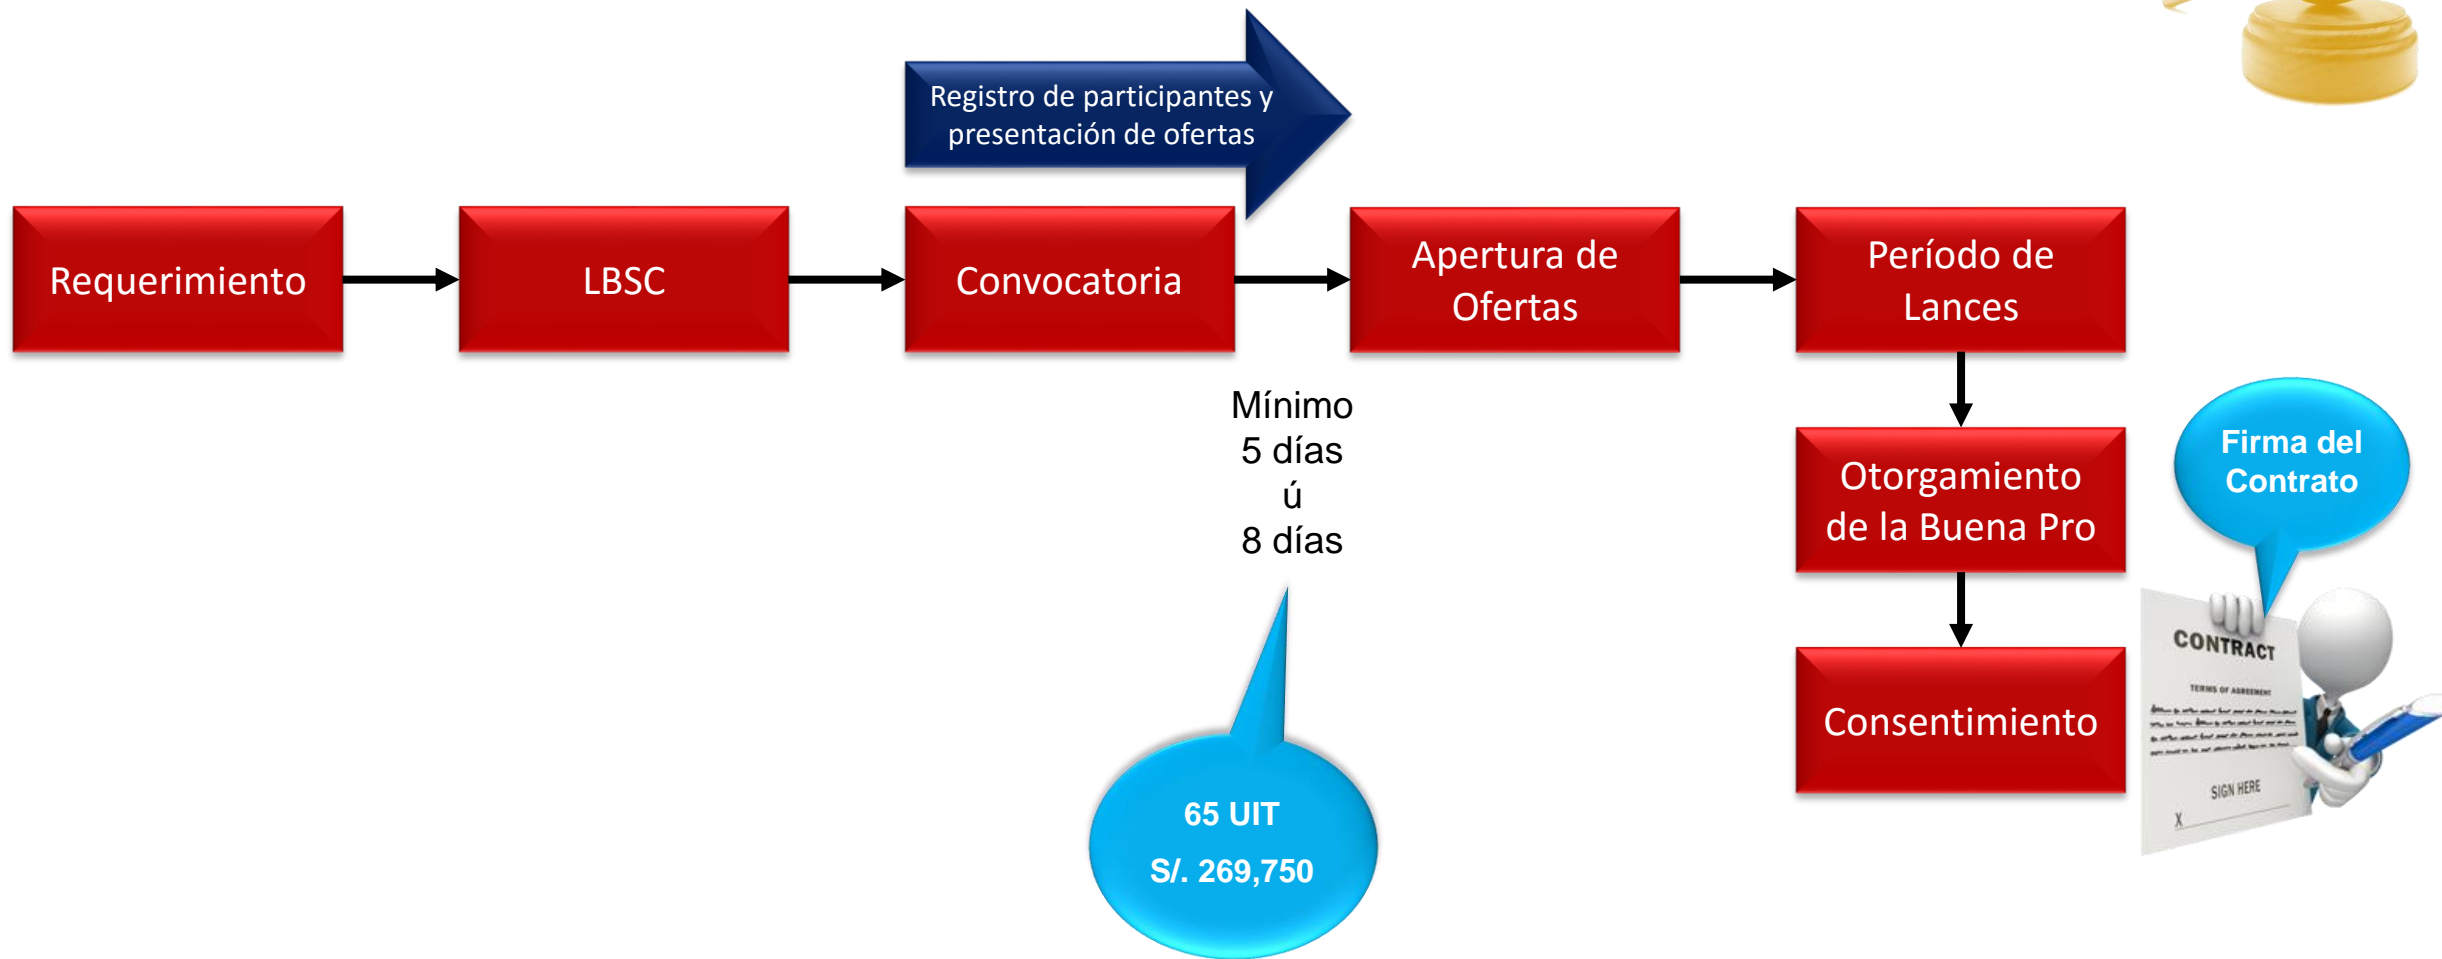 Registro de participantes y
presentación de ofertas
Requerimiento
LBSC
Convocatoria
Apertura de
Ofertas
Período de
Lances
Mínimo
5 días
ú
8 días
65 UIT
S/. 269,750
Otorgamiento
de la Buena Pro
Consentimiento
Firma del
Contrato
CONTRACT
TERMS OF AGREEMENT
SIGN HERE
X